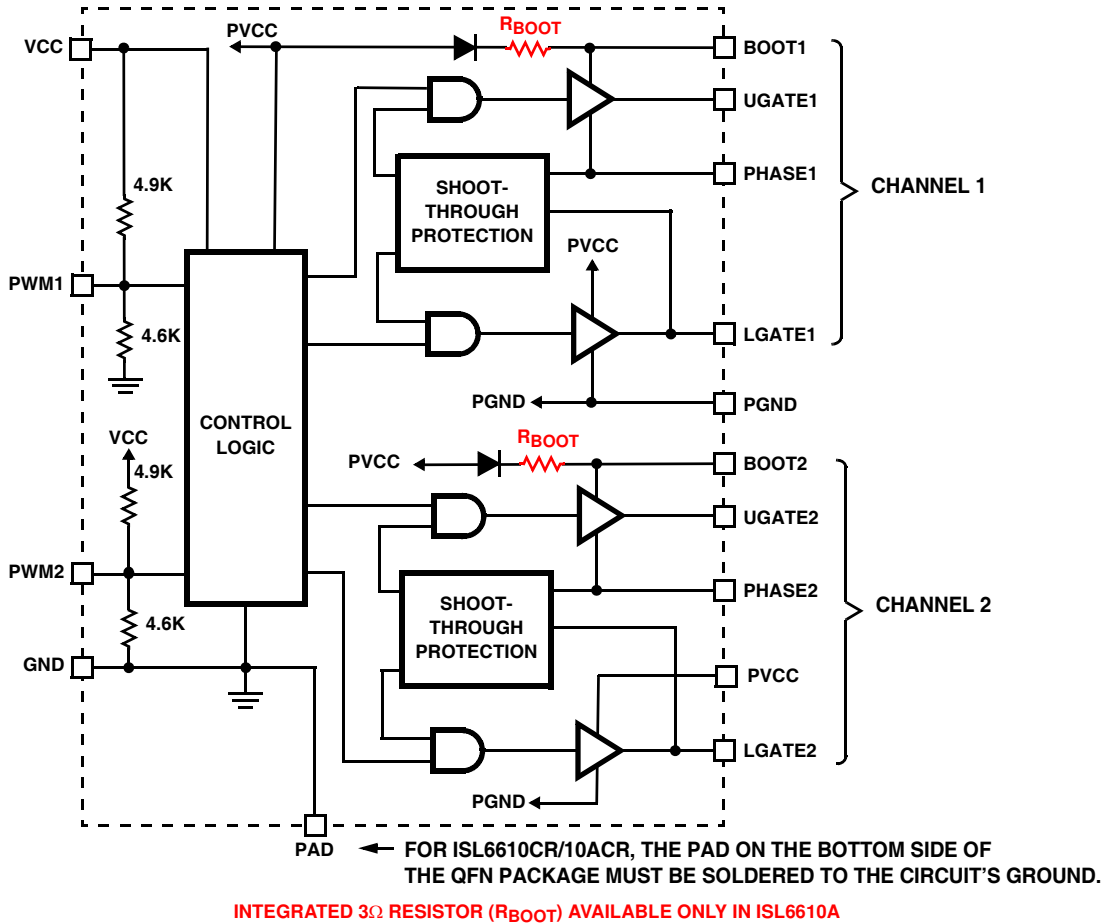 R_BOOT
PVCC
VCC
BOOT1
UGATE1
4.9K
SHOOT-
THROUGH
PROTECTION
PHASE1
CHANNEL 1
PVCC
PWM1
4.6K
LGATE1
PGND
PGND
CONTROL
LOGIC
VCC
R_BOOT
4.9K
PVCC
BOOT2
UGATE2
PWM2
SHOOT-
THROUGH
PROTECTION
PHASE2
CHANNEL 2
4.6K
GND
PVCC
LGATE2
PGND
PAD
FOR ISL6610CR/10ACR, THE PAD ON THE BOTTOM SIDE OF
THE QFN PACKAGE MUST BE SOLDERED TO THE CIRCUIT'S GROUND.
INTEGRATED 3Ω RESISTOR (R_BOOT) AVAILABLE ONLY IN ISL6610A